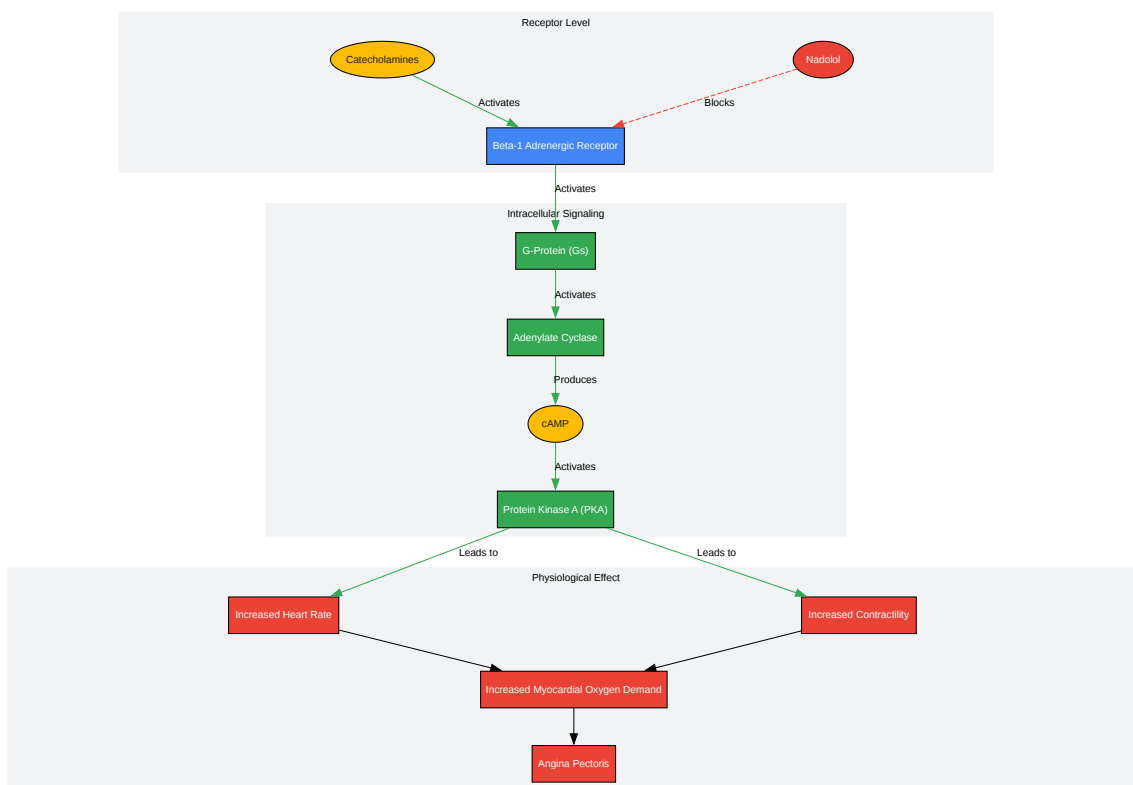 Receptor Level
Catecholamines
Nadolol
Activates
Blocks
Beta-1 Adrenergic Receptor
Activates
Intracellular Signaling
G-Protein (Gs)
Activates
Adenylate Cyclase
Produces
cAMP
Activates
Protein Kinase A (PKA)
Leads to
Leads to
Physiological Effect
Increased Heart Rate
Increased Contractility
Increased Myocardial Oxygen Demand
Angina Pectoris